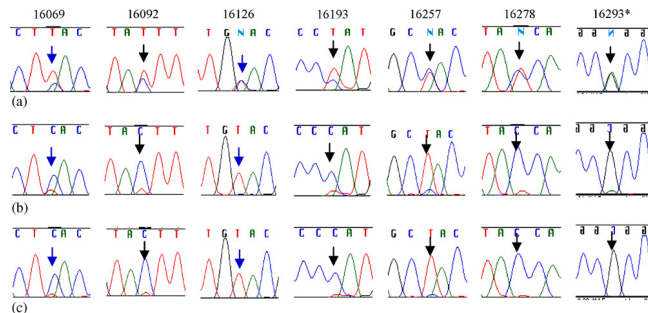 16069 16092 16126 16193 16257 16278 16293*
C T T A C T A T T T T G N A C C C T A T G C N A C T A N C A a a N a a
(a)
C T C A C T A C T T T G T A C C C C A T G C T A C T A C C A a a C a a
(b)
C T C A C T A C T T T G T A C C C C A T G C T A C T A C C A a a C a a
(c)